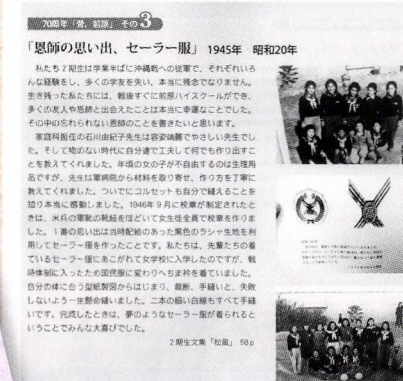 70周年「昔、前原」 その3
「恩師の思い出、セーラー服」 1945年 昭和20年
私たち2期生は学業半ばに沖縄戦への従軍で、それぞれいろ
んな経験をし、多くの学友を失い、本当に残念でなりません。
生き残った私たちには、戦後すぐに前原ハイスクールができ、
多くの友人や恩師と出会えたことは本当に幸運なことでした。
その中の忘れられない恩師のことを書きたいと思います。
家庭科担任の石川由紀子先生は容姿端麗でやさしい先生でし
た。そして物のない時代に自分達で工夫して何でも作り出すこ
とを教えてくれました。年頃の女の子が不自由するのは生理用
品ですが、先生は軍病院から材料を取り寄せ、作り方を丁寧に
教えてくれました。ついでにコルセットも自分で縫えることを
知り本当に感動しました。1946年9月に校章が制定されたと
きは、米兵の軍靴の靴紐をほどいて女生徒全員で校章を作りま
した。1番の思い出は当時配給のあった黒色のラシャ生地を利
用してセーラー服を作ったことです。私たちは、先輩たちの着
ているセーラー服にあこがれて女学校に入学したのですが、戦
時体制に入ったため国民服に変わりへちま衿を着ていました。
自分の体に合う型紙製図からはじまり、裁断、手縫いと、失敗
しないよう一生懸命縫いました。二本の細い白線もすべて手縫
いです。完成したときは、夢のようなセーラー服が着られると
いうことでみんな大喜びでした。
2期生文集「松風」 58p